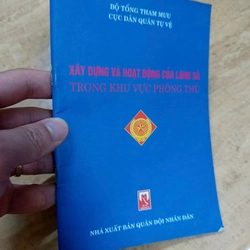 BỘ TỔNG THAM MƯU
CỤC DÂN QUÂN TỰ VỆ
XÂY DỰNG VÀ HOẠT ĐỘNG CỦA LÀNG XÃ
TRONG KHU VỰC PHÒNG THỦ
NHÀ XUẤT BẢN QUÂN ĐỘI NHÂN DÂN